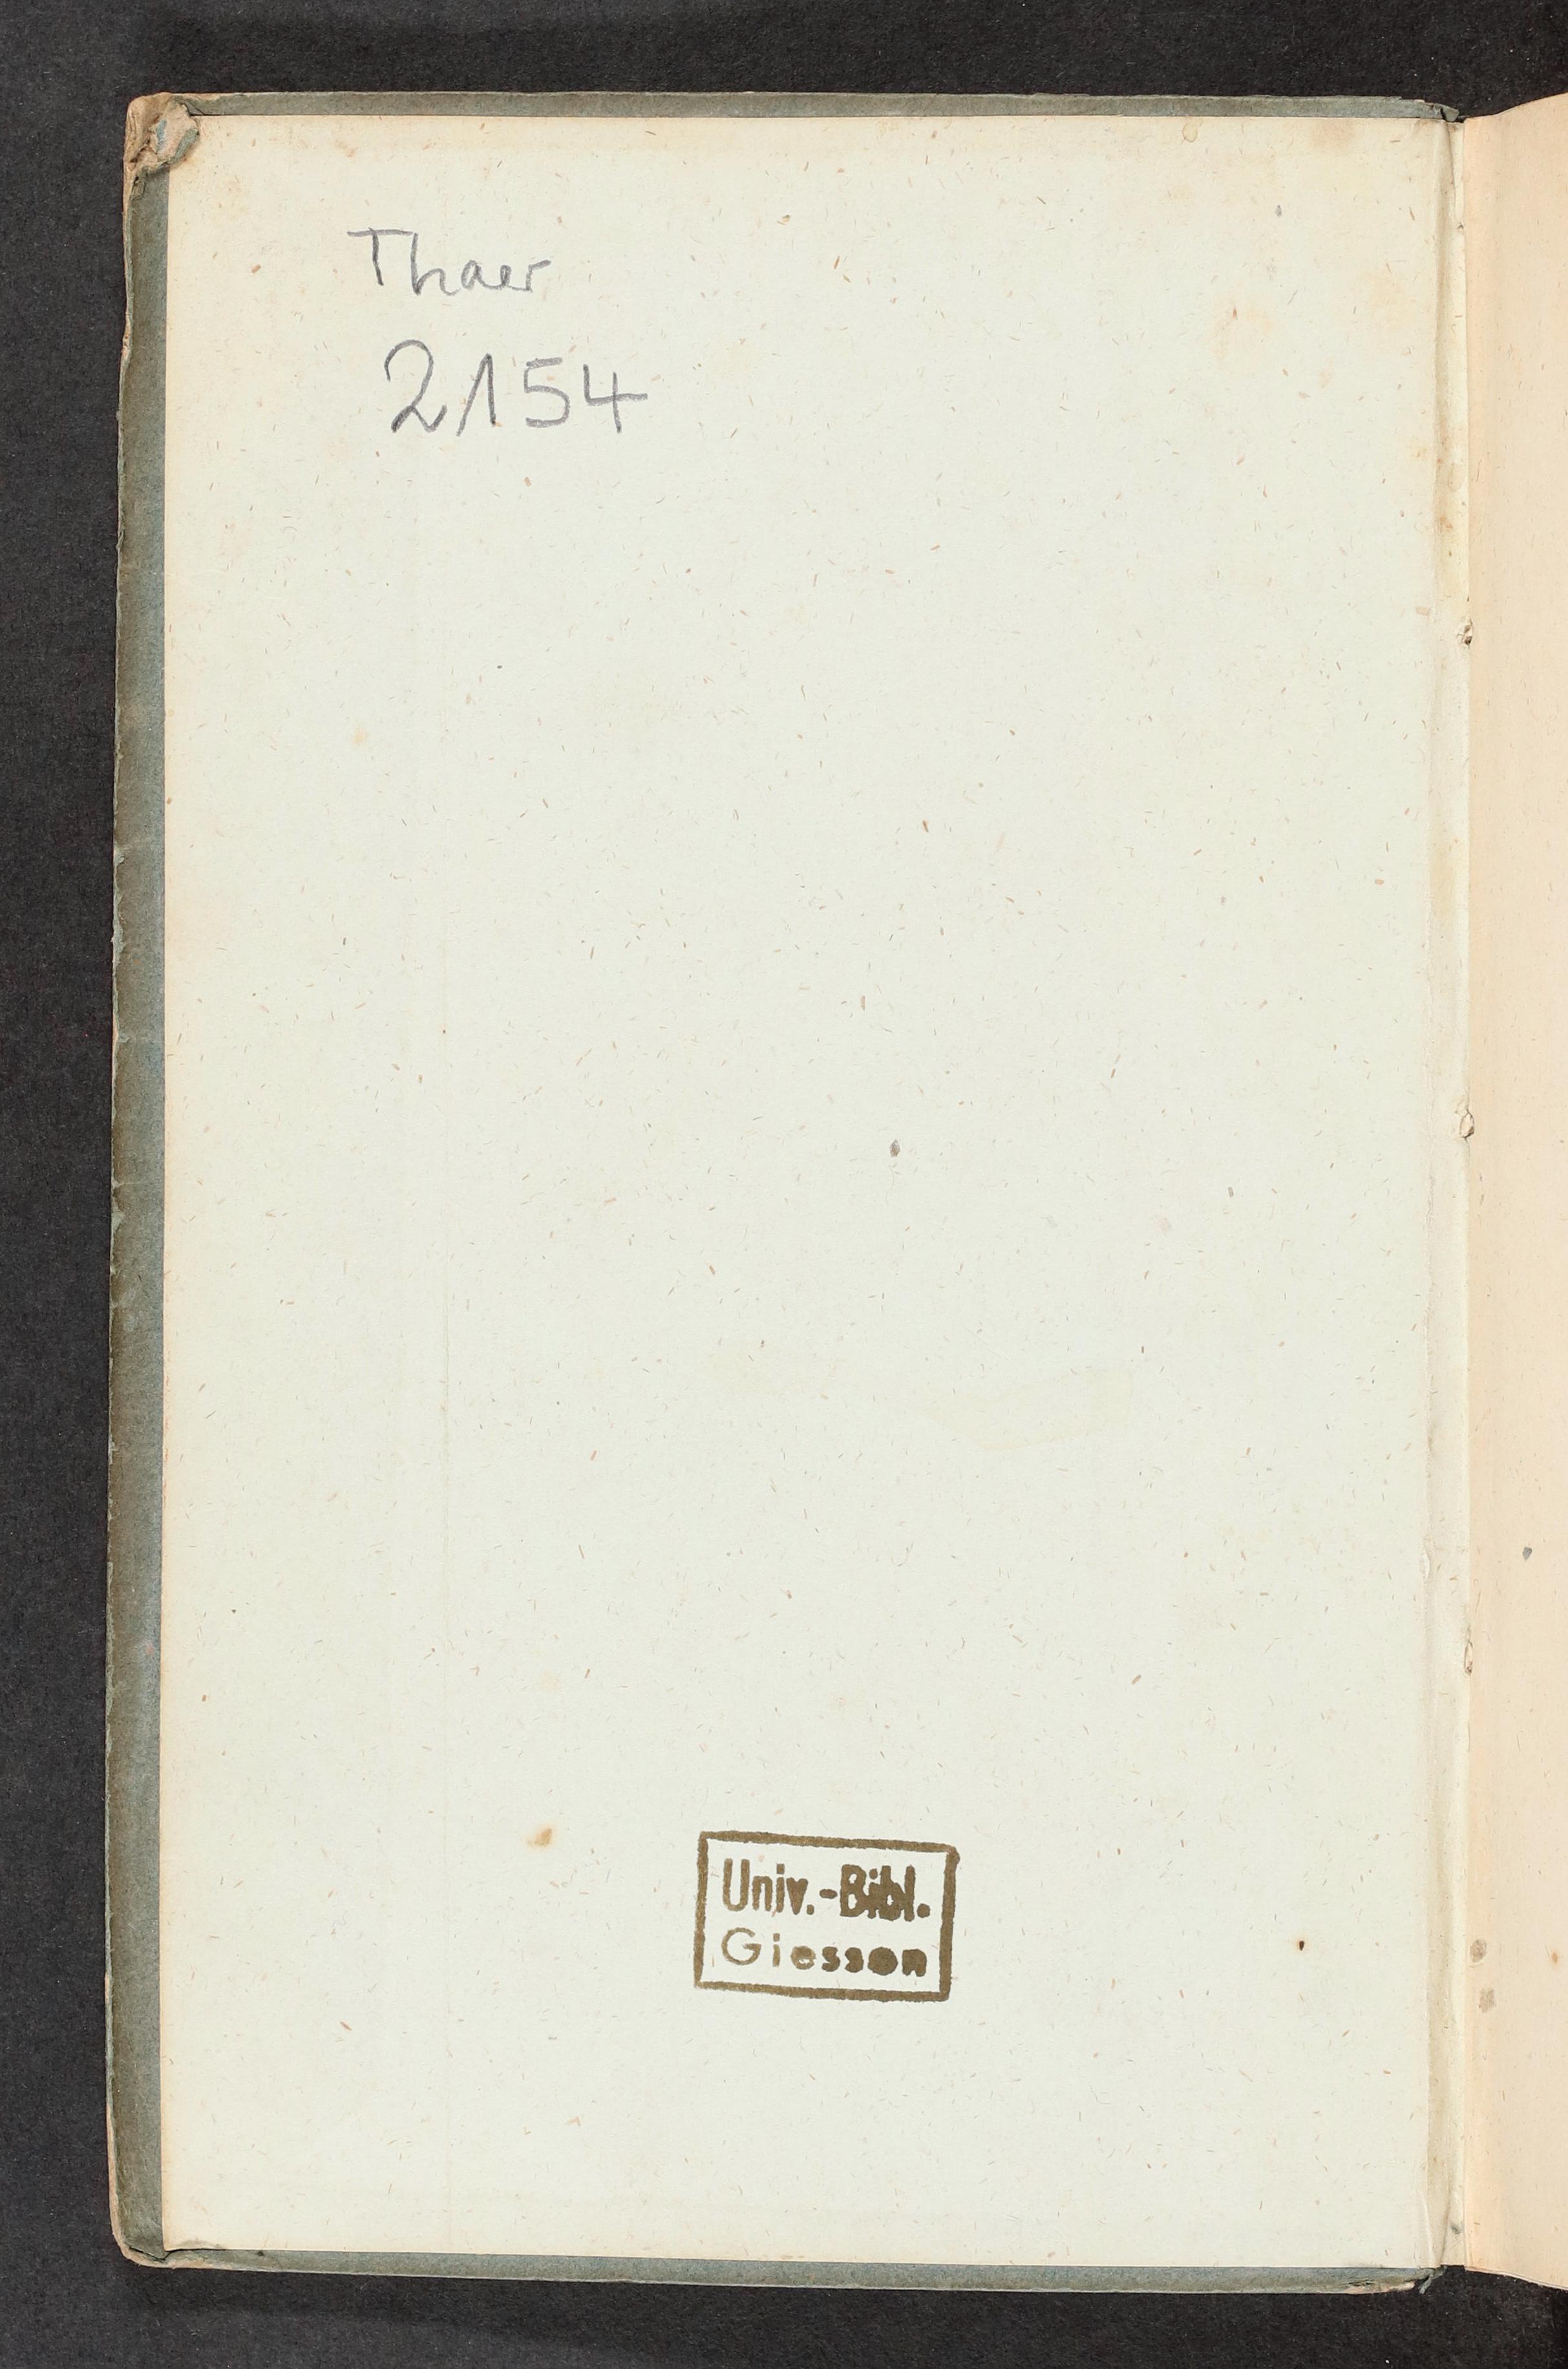 Thaer
2154
Univ.-Bibl.
Giessen